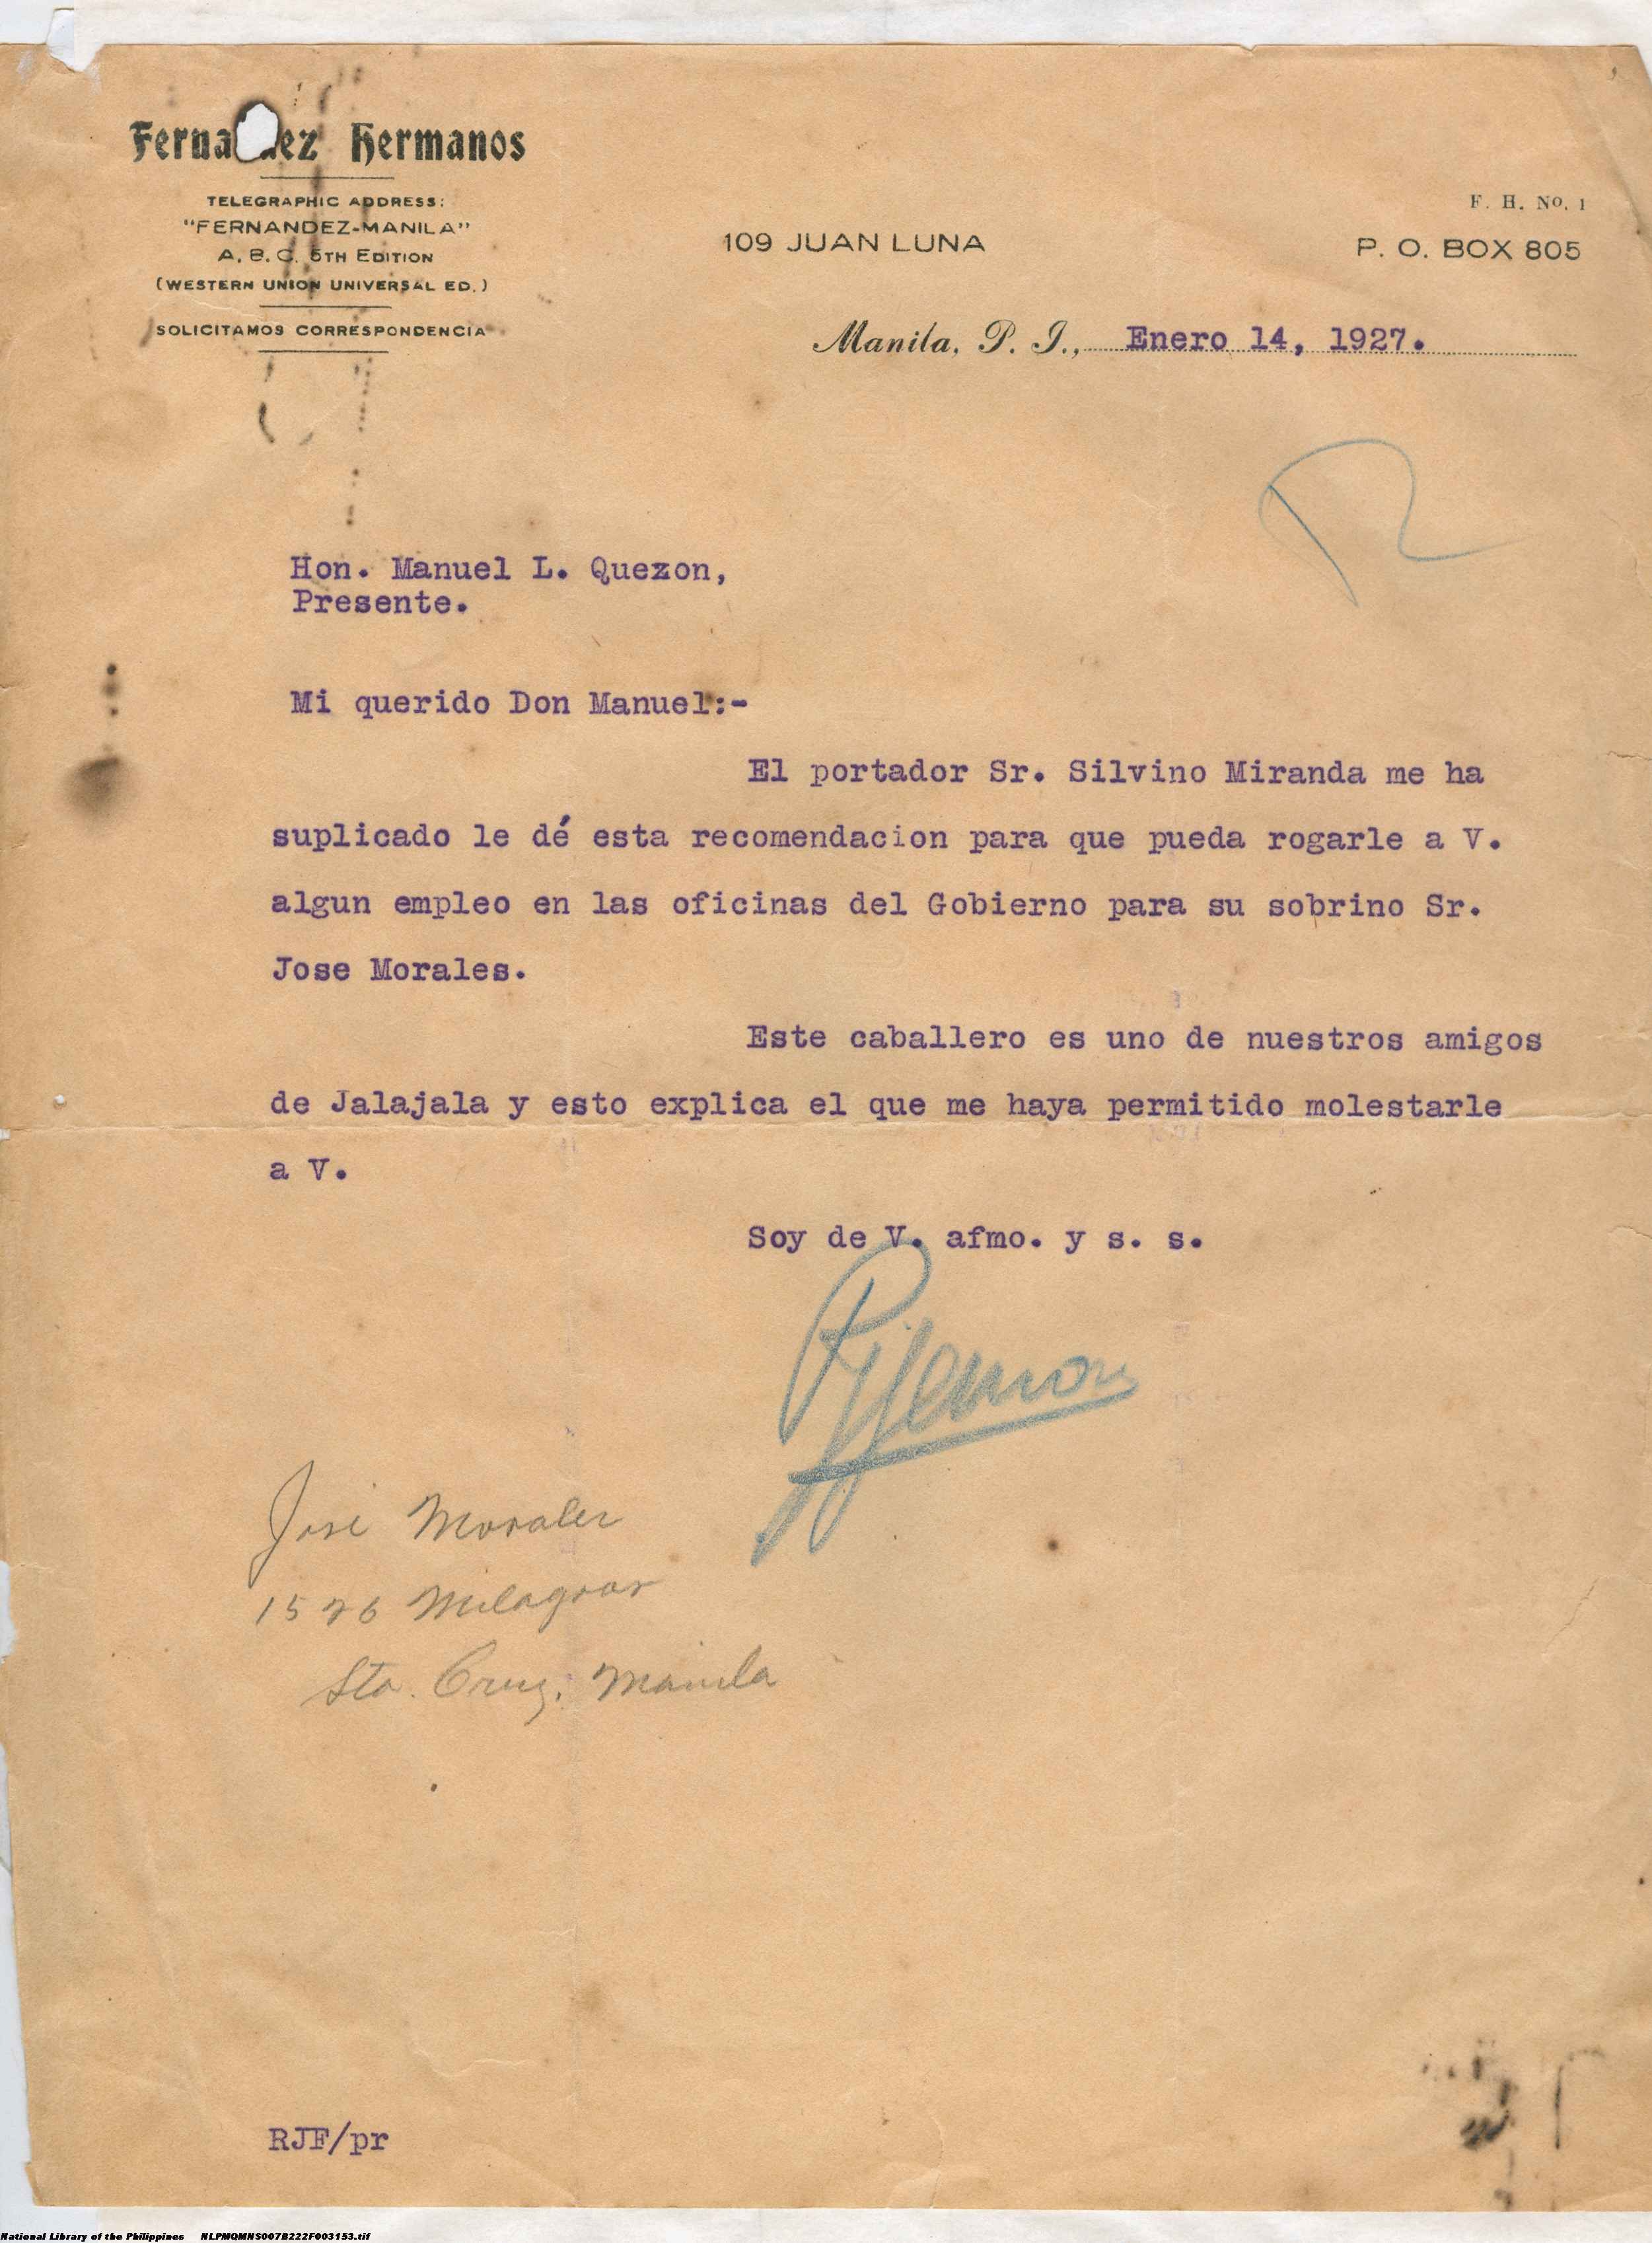 Fernandez Hermanos
TELEGRAPHIC ADDRESS:
"FERNANDEZ-MANILA"
A. B. C. 5TH EDITION
(WESTERN UNION UNIVERSAL ED.)
SOLICITAMOS CORRESPONDENCIA
109 JUAN LUNA
F. H. No. 1
P. O. BOX 805
Manila, P. I., Enero 14, 1927.
Hon. Manuel L. Quezon,
Presente.
Mi querido Don Manuel:-
El portador Sr. Silvino Miranda me ha
suplicado le dé esta recomendacion para que pueda rogarle a V.
algun empleo en las oficinas del Gobierno para su sobrino Sr.
Jose Morales.
Este caballero es uno de nuestros amigos
de Jalajala y esto explica el que me haya permitido molestarle
a V.
Soy de V. afmo. y s. s.
José Morales
Milagros
Sta. Cruz, Manila
RJF/pr
National Library of the Philippines NLPMQMNS007B222F003153.tif